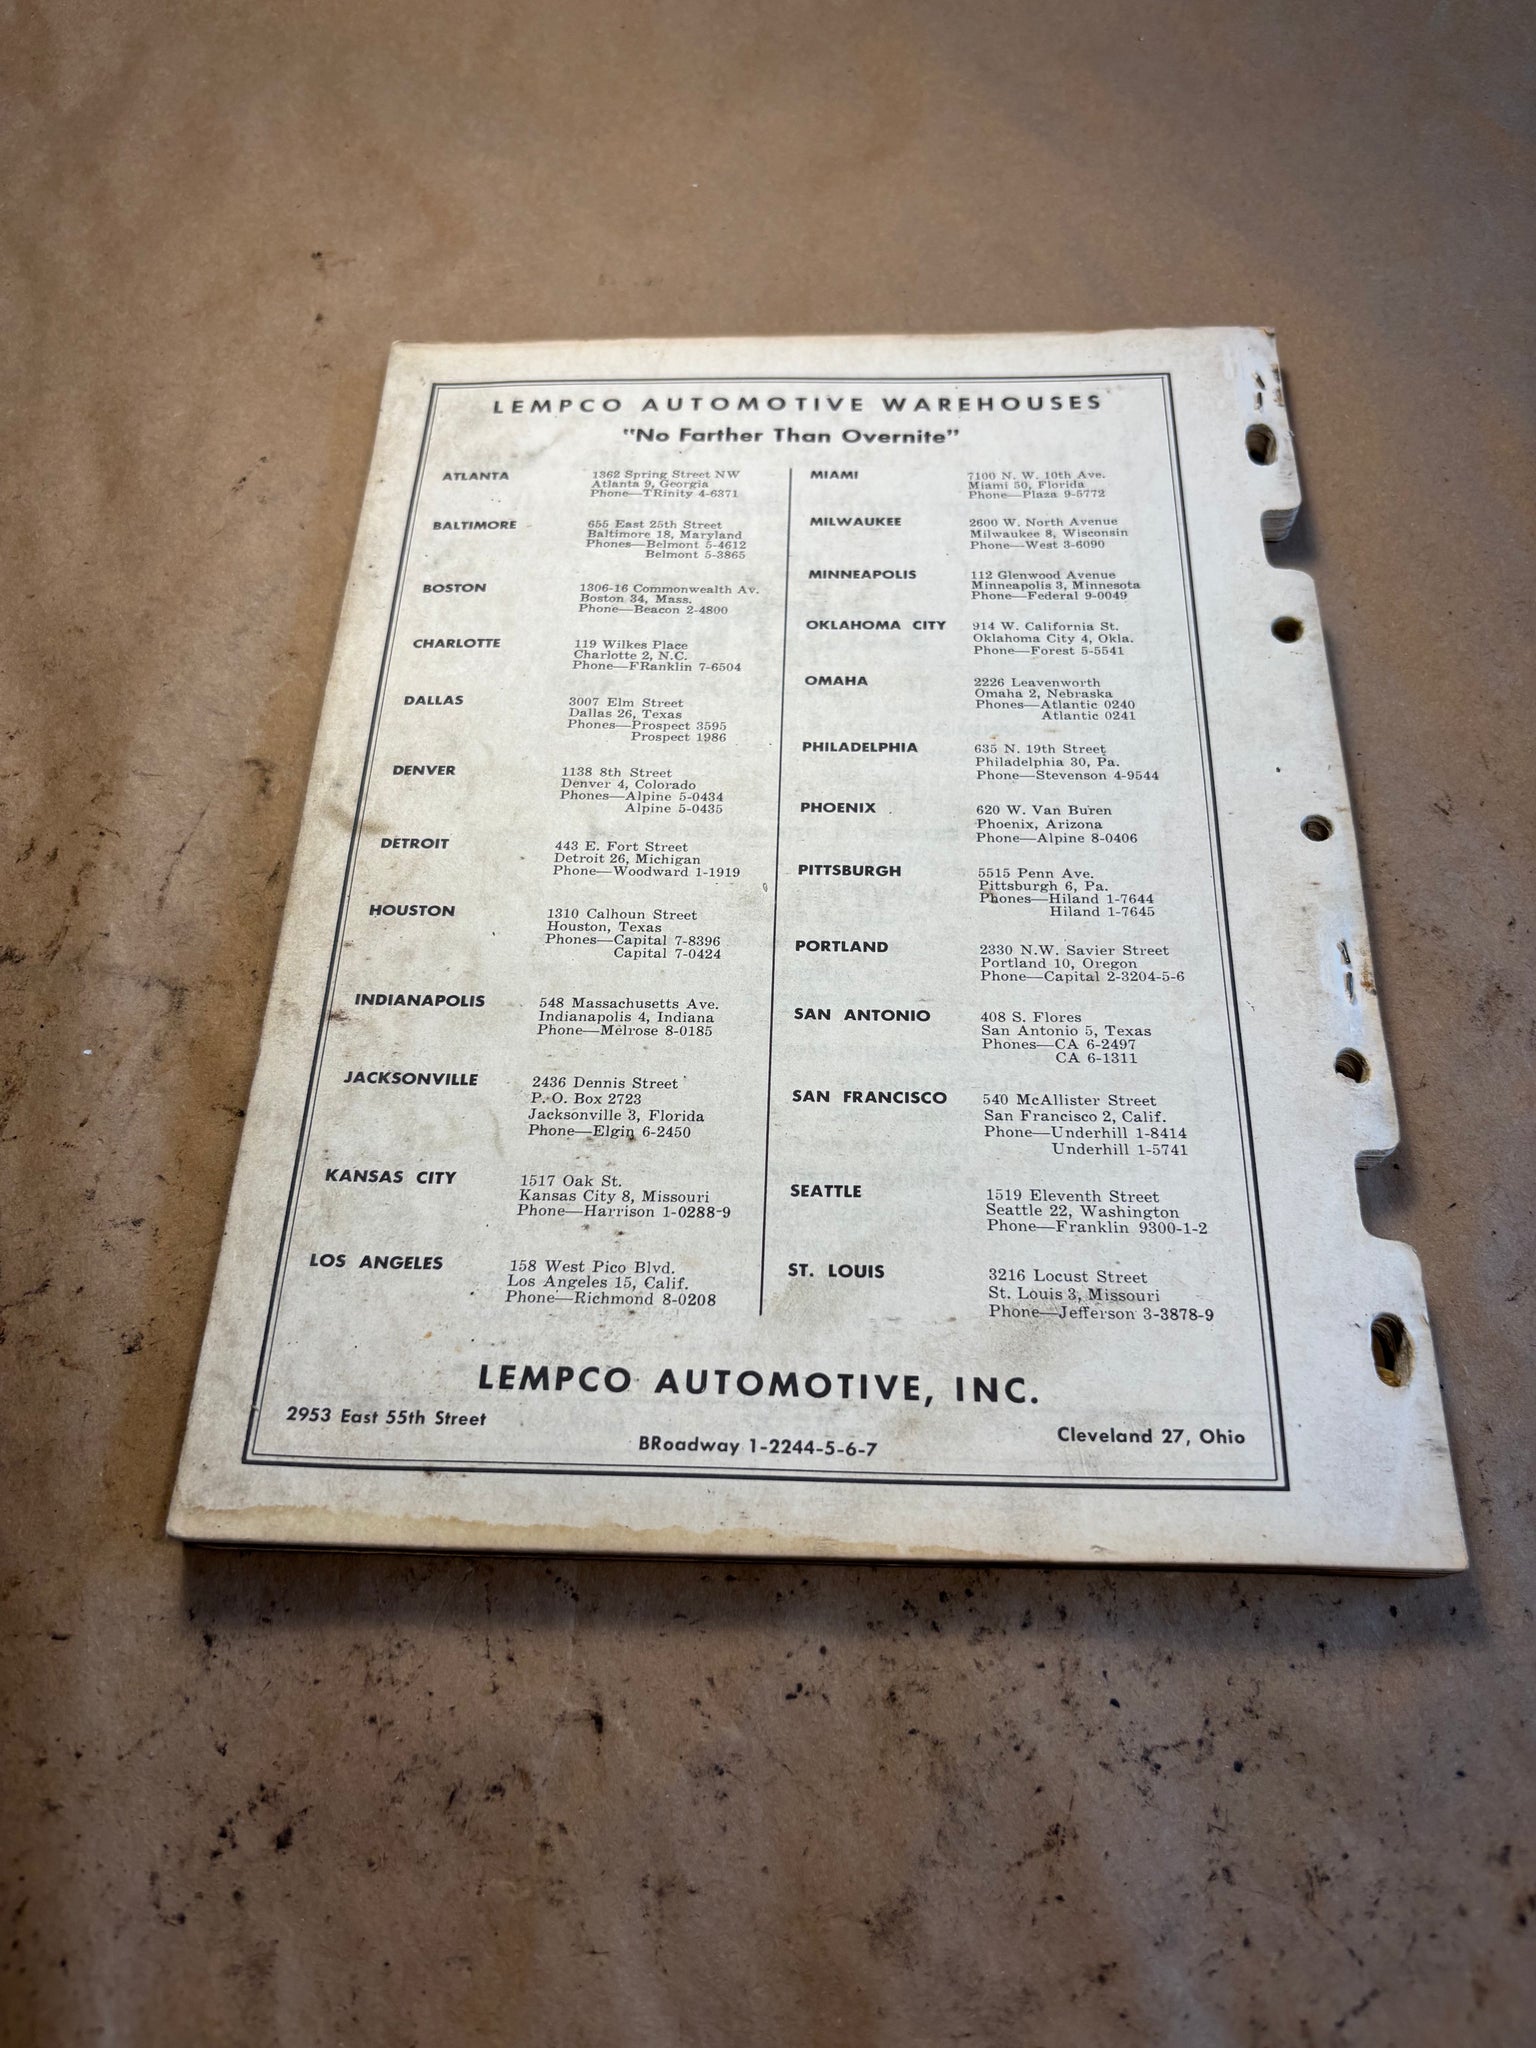 LEMPCO AUTOMOTIVE WAREHOUSES
"No Farther Than Overnite"
ATLANTA
1362 Spring Street NW
Atlanta 9, Georgia
Phone—TRinity 4-6371
BALTIMORE
655 East 25th Street
Baltimore 18, Maryland
Phones—Belmont 5-4612
Belmont 5-3865
BOSTON
1306-16 Commonwealth Av.
Boston 34, Mass.
Phone—Beacon 2-4800
CHARLOTTE
119 Wilkes Place
Charlotte 2, N.C.
Phone—FRanklin 7-6504
DALLAS
3007 Elm Street
Dallas 26, Texas
Phones—Prospect 3595
Prospect 1986
DENVER
1138 8th Street
Denver 4, Colorado
Phones—Alpine 5-0434
Alpine 5-0435
DETROIT
443 E. Fort Street
Detroit 26, Michigan
Phone—Woodward 1-1919
HOUSTON
1310 Calhoun Street
Houston, Texas
Phones—Capital 7-8396
Capital 7-0424
INDIANAPOLIS
548 Massachusetts Ave.
Indianapolis 4, Indiana
Phone—Melrose 8-0185
JACKSONVILLE
2436 Dennis Street
P. O. Box 2723
Jacksonville 3, Florida
Phone—Elgin 6-2450
KANSAS CITY
1517 Oak St.
Kansas City 8, Missouri
Phone—Harrison 1-0288-9
LOS ANGELES
158 West Pico Blvd.
Los Angeles 15, Calif.
Phone—Richmond 8-0208
MIAMI
7100 N. W. 10th Ave.
Miami 50, Florida
Phone—Plaza 9-5772
MILWAUKEE
2600 W. North Avenue
Milwaukee 8, Wisconsin
Phone—West 3-6090
MINNEAPOLIS
112 Glenwood Avenue
Minneapolis 3, Minnesota
Phone—Federal 9-0049
OKLAHOMA CITY
914 W. California St.
Oklahoma City 4, Okla.
Phone—Forest 5-5541
OMAHA
2226 Leavenworth
Omaha 2, Nebraska
Phones—Atlantic 0240
Atlantic 0241
PHILADELPHIA
635 N. 19th Street
Philadelphia 30, Pa.
Phone—Stevenson 4-9544
PHOENIX
620 W. Van Buren
Phoenix, Arizona
Phone—Alpine 8-0406
PITTSBURGH
5515 Penn Ave.
Pittsburgh 6, Pa.
Phones—Hiland 1-7644
Hiland 1-7645
PORTLAND
2330 N.W. Savier Street
Portland 10, Oregon
Phone—Capital 2-3204-5-6
SAN ANTONIO
408 S. Flores
San Antonio 5, Texas
Phones—CA 6-2497
CA 6-1311
SAN FRANCISCO
540 McAllister Street
San Francisco 2, Calif.
Phone—Underhill 1-8414
Underhill 1-5741
SEATTLE
1519 Eleventh Street
Seattle 22, Washington
Phone—Franklin 9300-1-2
ST. LOUIS
3216 Locust Street
St. Louis 3, Missouri
Phone—Jefferson 3-3878-9
LEMPCO AUTOMOTIVE, INC.
2953 East 55th Street
BRoadway 1-2244-5-6-7
Cleveland 27, Ohio